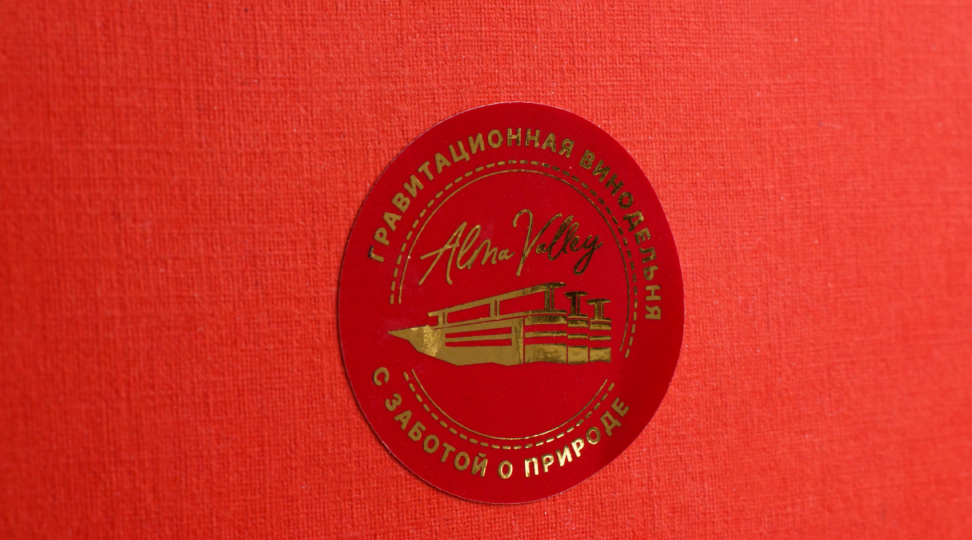 ГРАВИТАЦИОННАЯ ВИНОДЕЛЬНЯ
Alma Valley
С ЗАБОТОЙ О ПРИРОДЕ